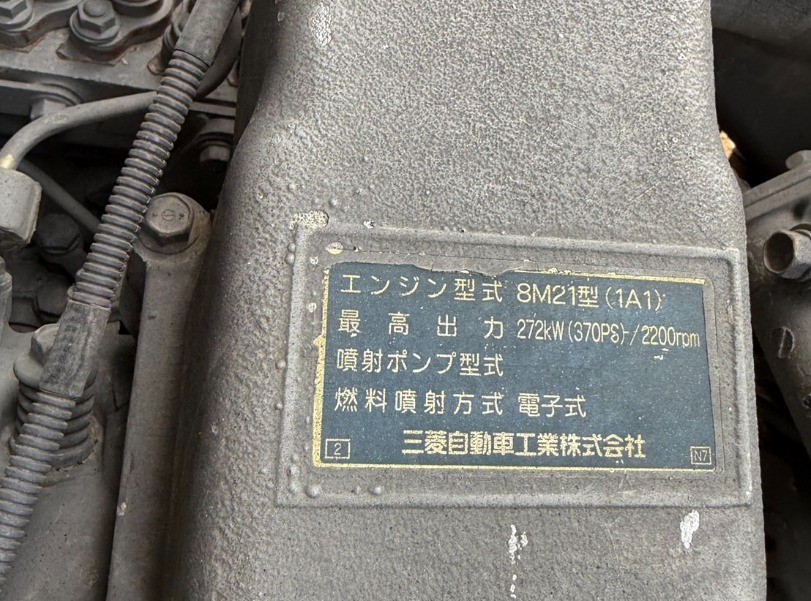 エンジン型式 8M21型(1A1)
最高出力 272kW(370PS)/2200rpm
噴射ポンプ型式
燃料噴射方式 電子式
三菱自動車工業株式会社
2 N7